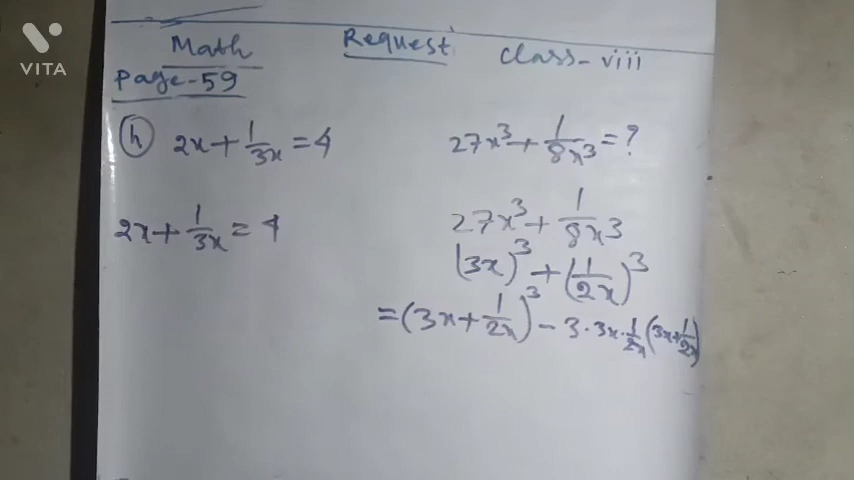 VITA
Math Request Class-viii
Page-59
(h) 2x + 1/3x = 4 27x³ + 1/8x³ = ?
2x + 1/3x = 4 27x³ + 1/8x³
(3x)³ + (1/2x)³
= (3x + 1/2x)³ - 3·3x·1/2x (3x + 1/2x)